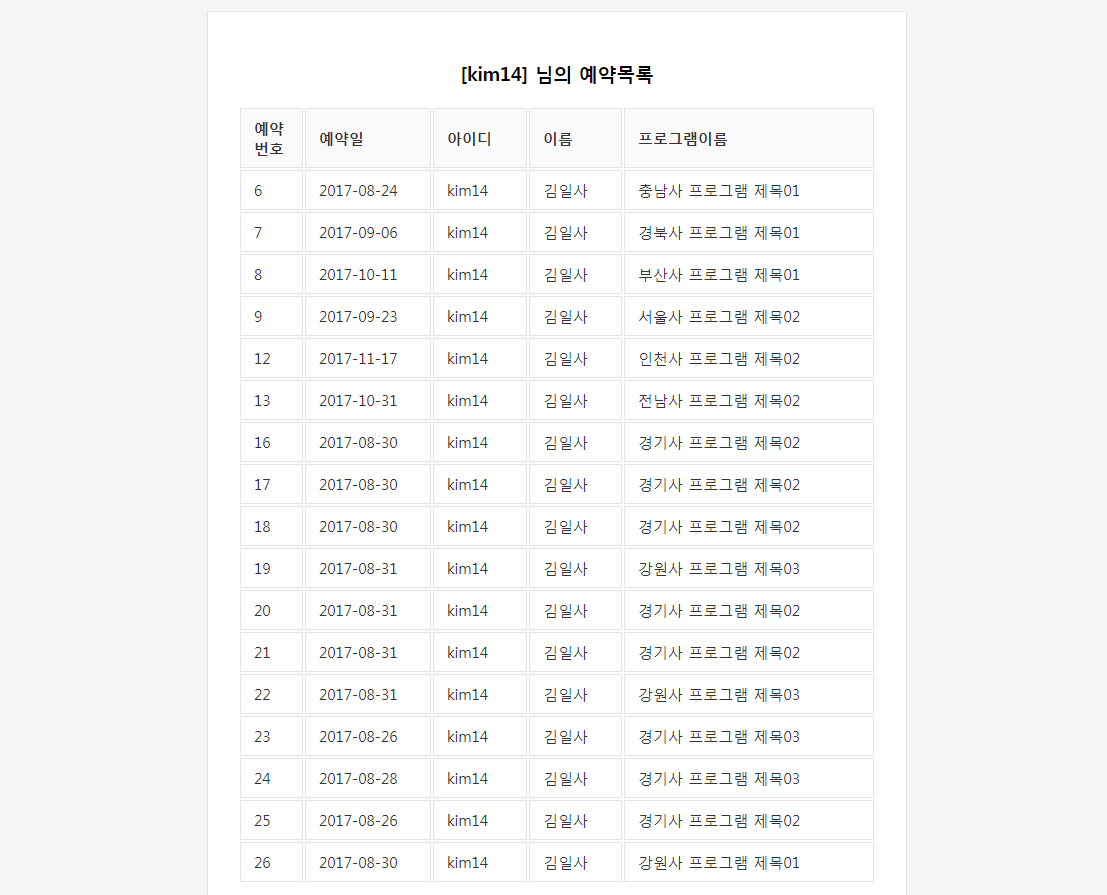 [kim14] 님의 예약목록
예약
번호 예약일 아이디 이름 프로그램이름
6 2017-08-24 kim14 김일사 충남사 프로그램 제목01
7 2017-09-06 kim14 김일사 경북사 프로그램 제목01
8 2017-10-11 kim14 김일사 부산사 프로그램 제목01
9 2017-09-23 kim14 김일사 서울사 프로그램 제목02
12 2017-11-17 kim14 김일사 인천사 프로그램 제목02
13 2017-10-31 kim14 김일사 전남사 프로그램 제목02
16 2017-08-30 kim14 김일사 경기사 프로그램 제목02
17 2017-08-30 kim14 김일사 경기사 프로그램 제목02
18 2017-08-30 kim14 김일사 경기사 프로그램 제목02
19 2017-08-31 kim14 김일사 강원사 프로그램 제목03
20 2017-08-31 kim14 김일사 경기사 프로그램 제목02
21 2017-08-31 kim14 김일사 경기사 프로그램 제목02
22 2017-08-31 kim14 김일사 강원사 프로그램 제목03
23 2017-08-26 kim14 김일사 경기사 프로그램 제목03
24 2017-08-28 kim14 김일사 경기사 프로그램 제목03
25 2017-08-26 kim14 김일사 경기사 프로그램 제목02
26 2017-08-30 kim14 김일사 강원사 프로그램 제목01